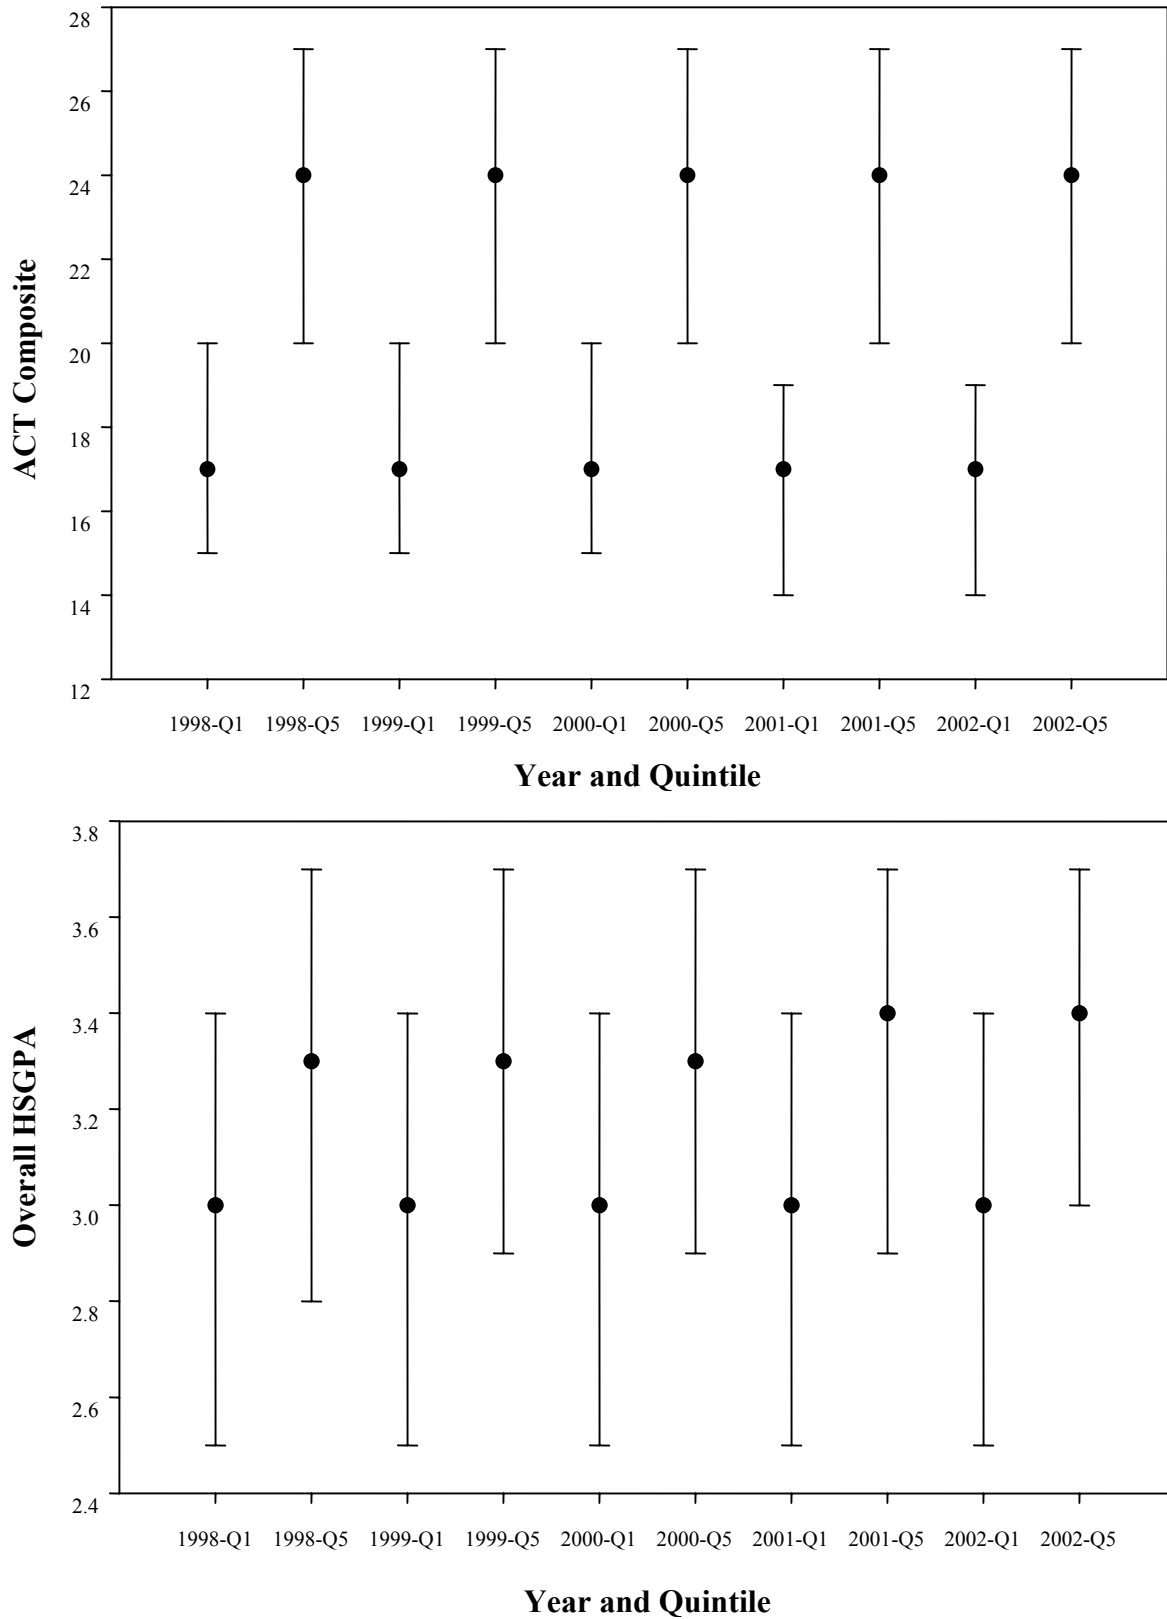 28
26
24
22
20
18
16
14
12
ACT Composite
1998-Q1 1998-Q5 1999-Q1 1999-Q5 2000-Q1 2000-Q5 2001-Q1 2001-Q5 2002-Q1 2002-Q5
Year and Quintile
3.8
3.6
3.4
3.2
3.0
2.8
2.6
2.4
Overall HSGPA
1998-Q1 1998-Q5 1999-Q1 1999-Q5 2000-Q1 2000-Q5 2001-Q1 2001-Q5 2002-Q1 2002-Q5
Year and Quintile